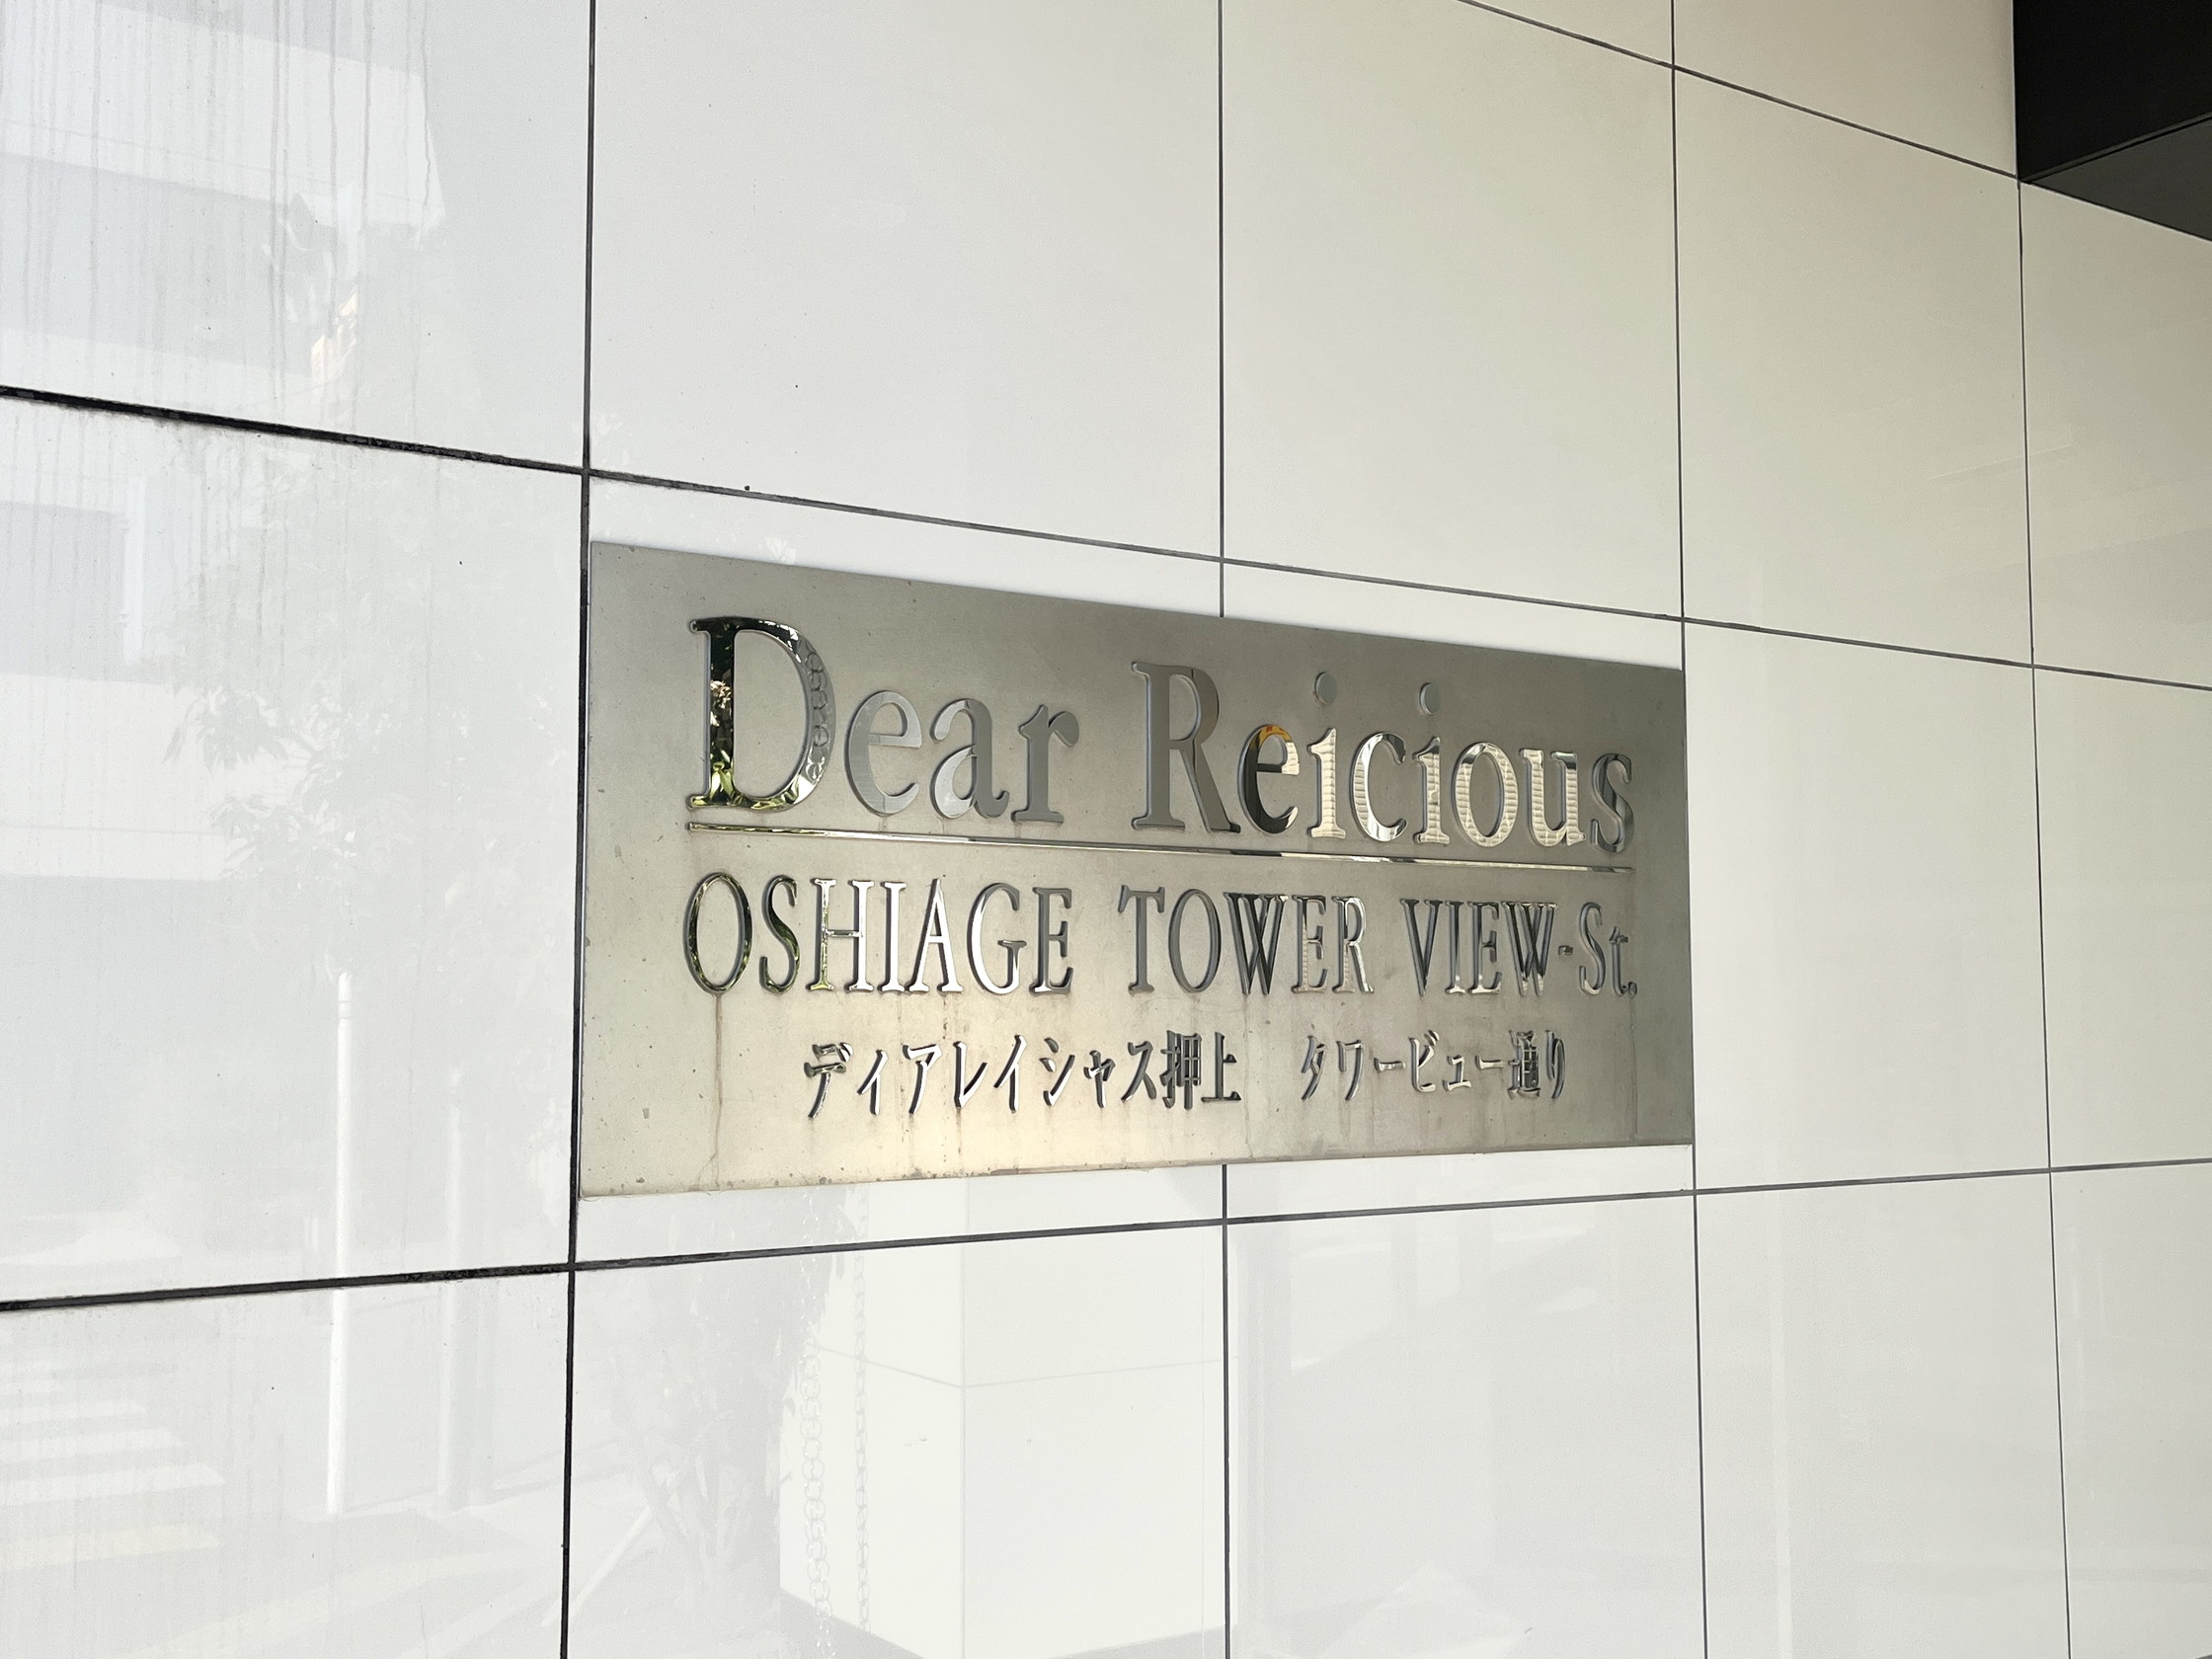 Dear Reicious
OSHIAGE TOWER VIEW-St.
ディアレイシャス押上　タワービュー通り